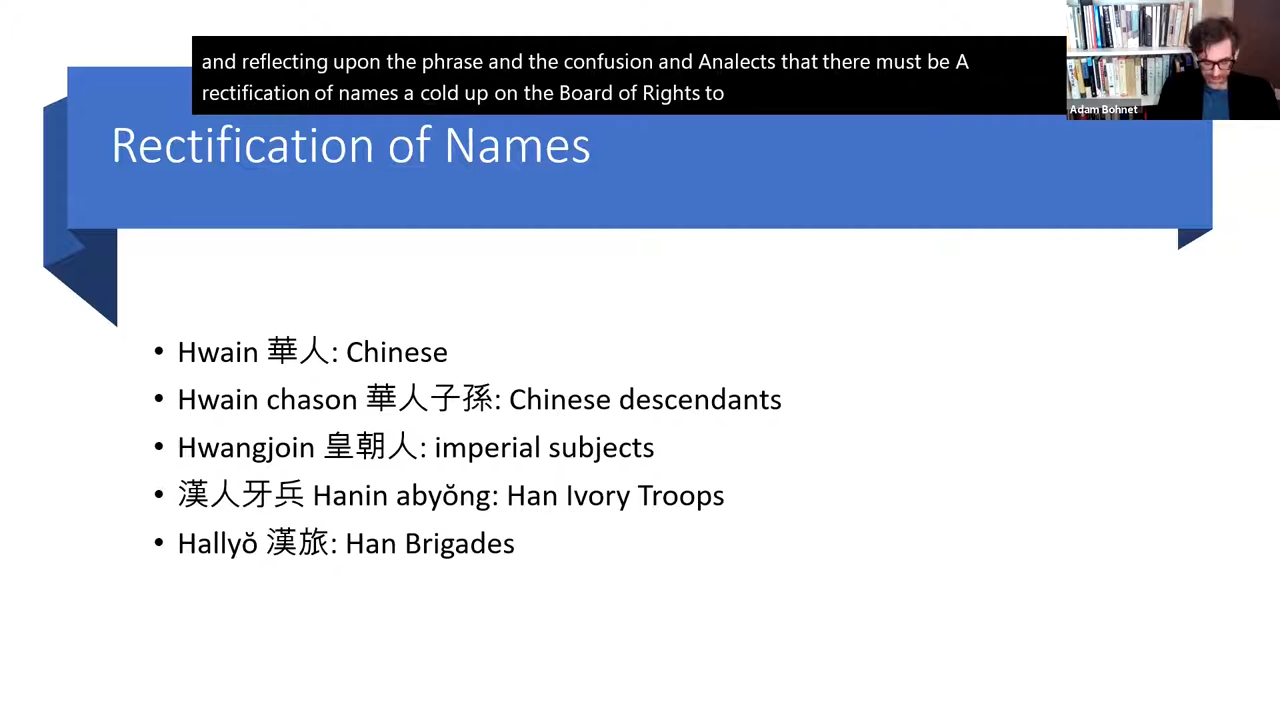 and reflecting upon the phrase and the confusion and Analects that there must be A
rectification of names a cold up on the Board of Rights to
Adam Bohnet
Rectification of Names
• Hwain 華人: Chinese
• Hwain chason 華人子孫: Chinese descendants
• Hwangjoin 皇朝人: imperial subjects
• 漢人牙兵 Hanin abyŏng: Han Ivory Troops
• Hallyŏ 漢旅: Han Brigades